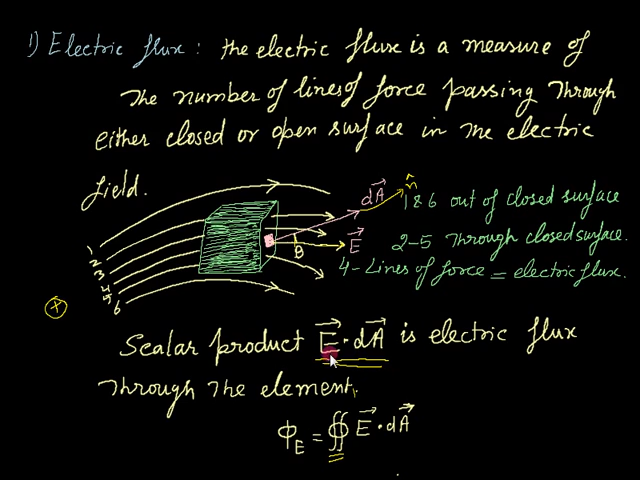 1) Electric flux : the electric flux is a measure of
The number of lines of force passing Through
either closed or open surface in The electric
field.
dA n̂
1 & 6 out of closed surface
2-5 Through closed surface.
θ E
4- Lines of force = electric flux.
1
2
3
4
5
6
+
Scalar product E · dA is electric flux
Through The element.
ΦE = ∯ E · dA